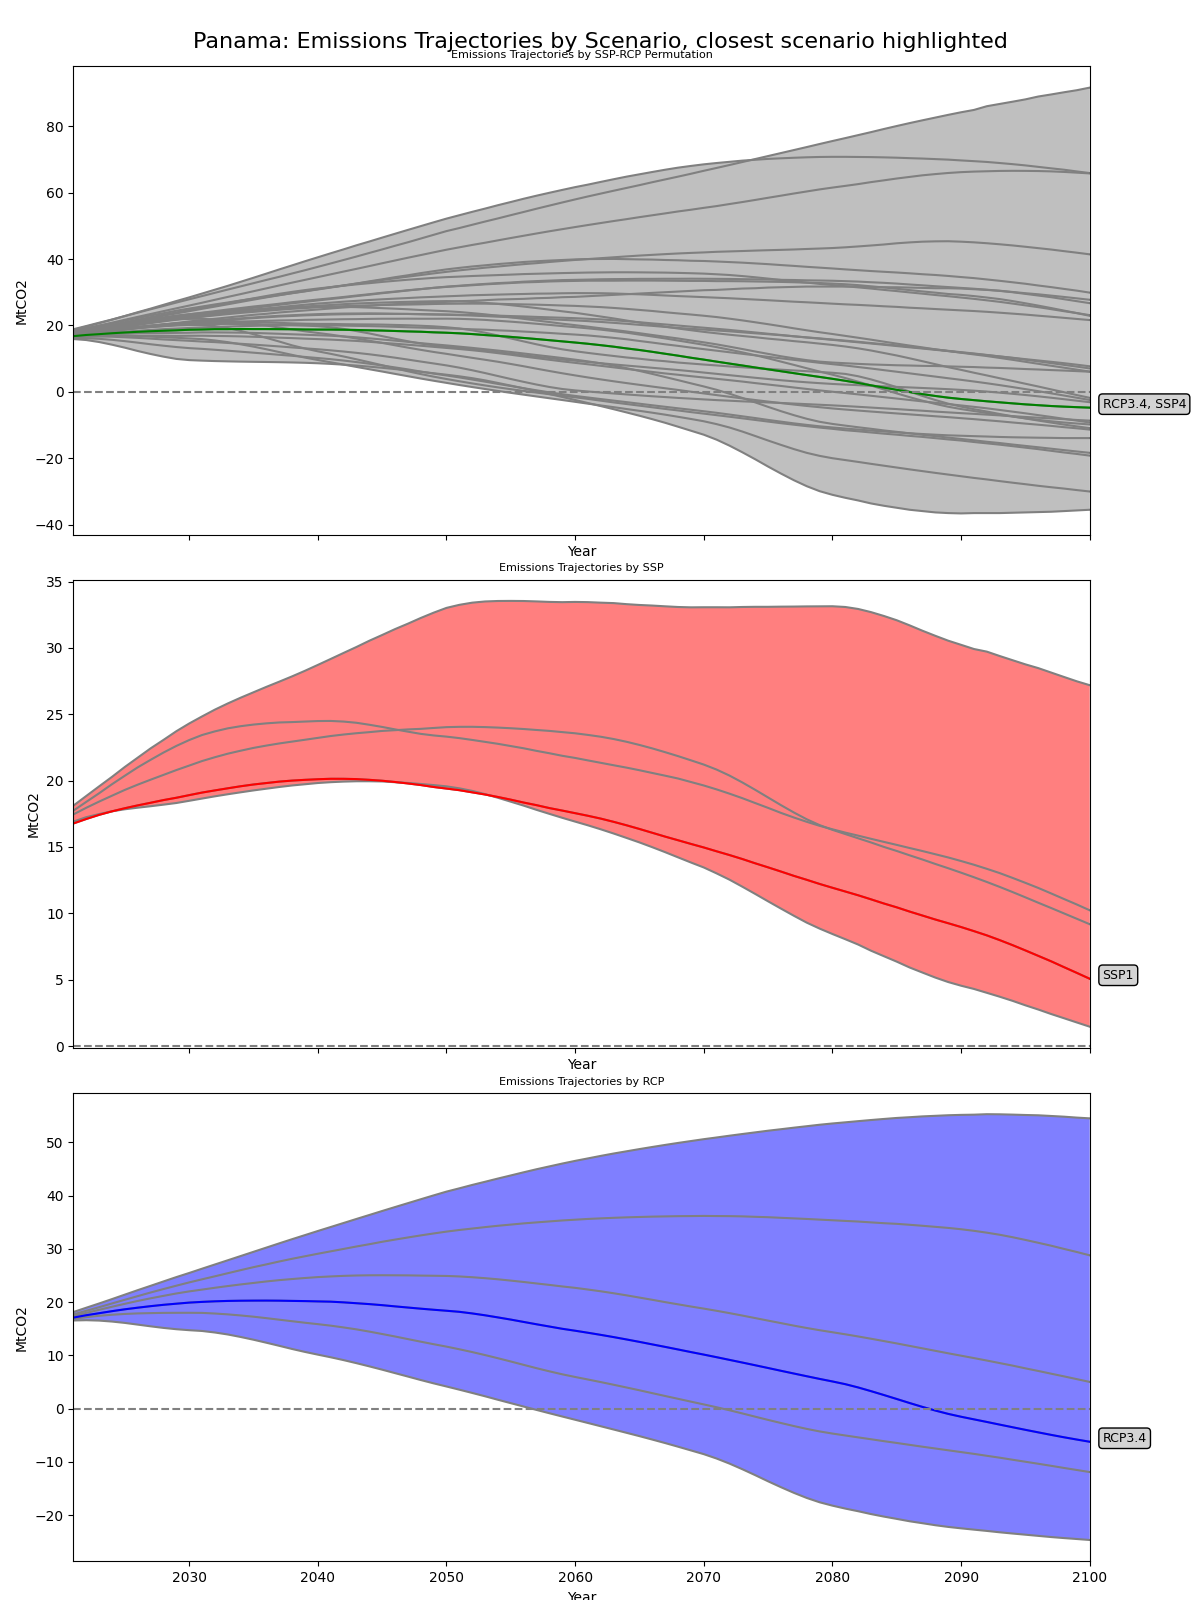 Panama: Emissions Trajectories by Scenario, closest scenario highlighted
Emissions Trajectories by SSP-RCP Permutation
MtCO2
80
60
40
20
0
−20
−40
RCP3.4, SSP4
Year
Emissions Trajectories by SSP
MtCO2
35
30
25
20
15
10
5
0
SSP1
Year
Emissions Trajectories by RCP
MtCO2
50
40
30
20
10
0
−10
−20
RCP3.4
2030 2040 2050 2060 2070 2080 2090 2100
Year